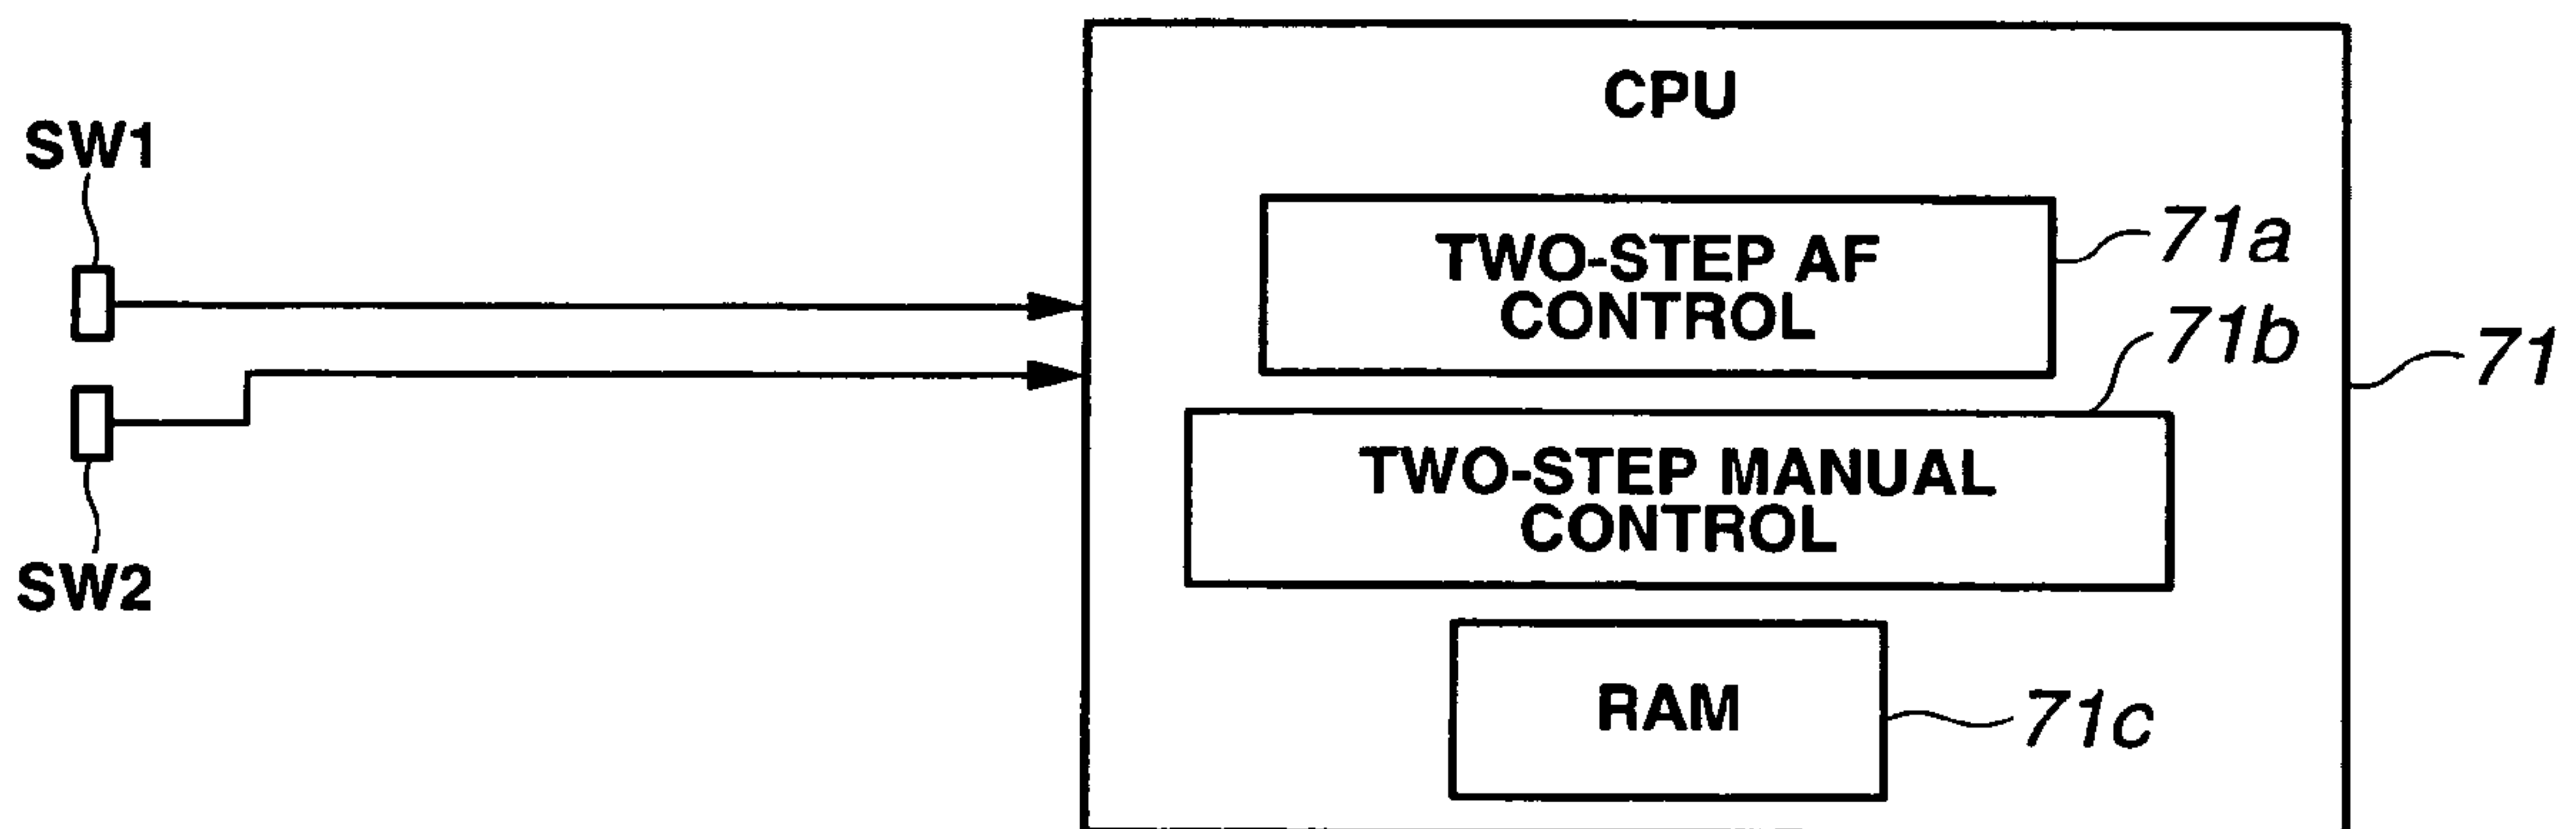 CPU
SW1
TWO-STEP AF
CONTROL
71a
71b
71
TWO-STEP MANUAL
CONTROL
SW2
RAM
71c